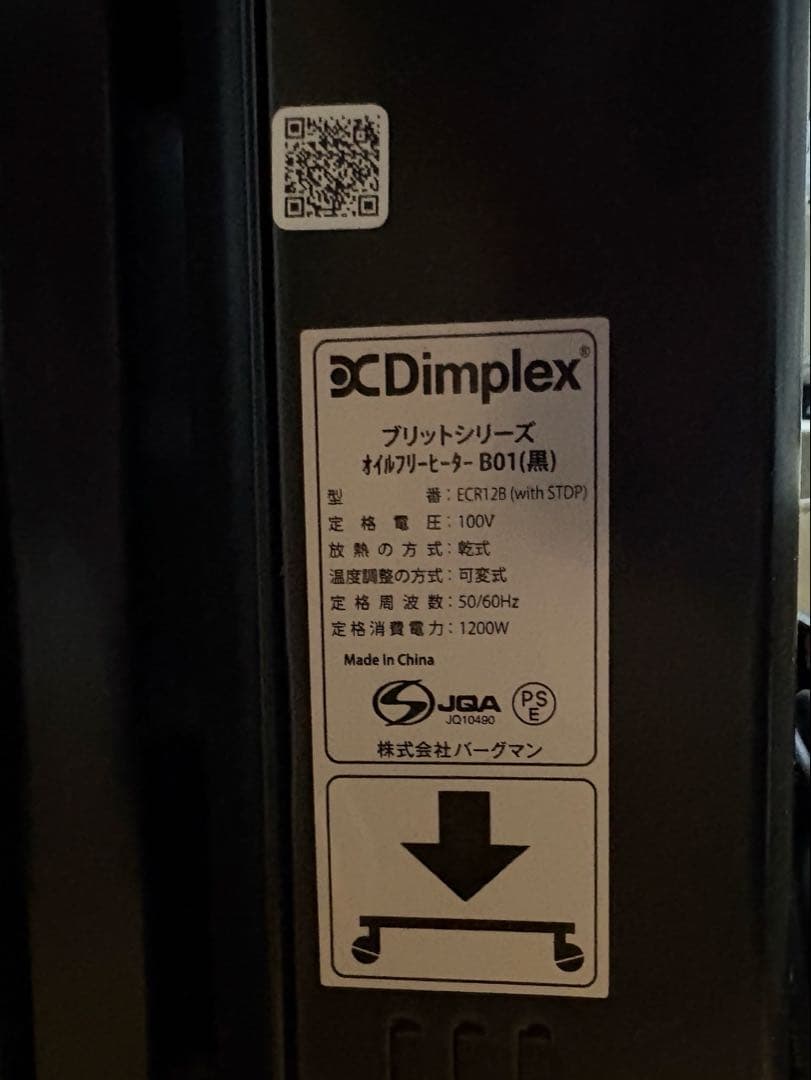 Dimplex®
ブリットシリーズ
オイルフリーヒーター B01(黒)
型番：ECR12B (with STDP)
定格電圧：100V
放熱の方式：乾式
温度調整の方式：可変式
定格周波数：50/60Hz
定格消費電力：1200W
Made In China
JQA
JQ10490
PS
E
株式会社バーグマン